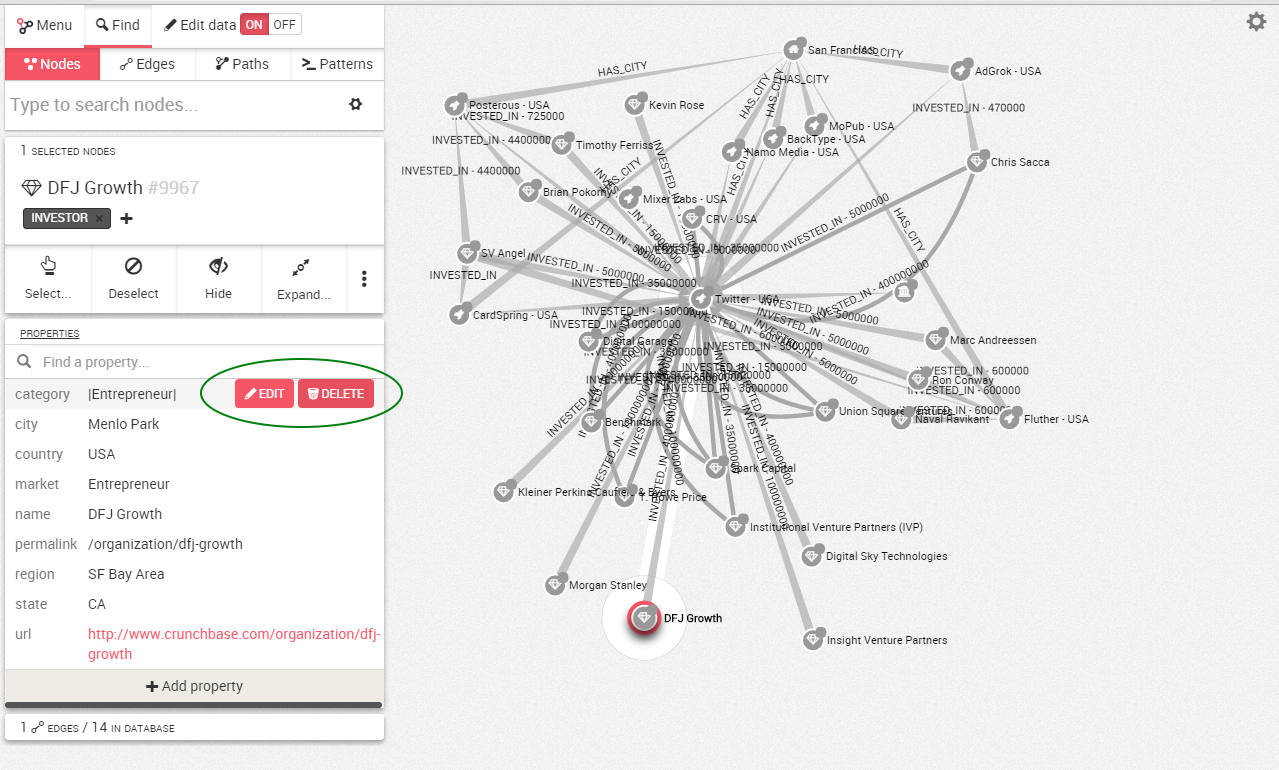 Menu
Find
Edit data ON OFF
Nodes
Edges
Paths
Patterns
Type to search nodes...
1 SELECTED NODES
DFJ Growth #9967
INVESTOR ×
Select...
Deselect
Hide
Expand...
PROPERTIES
Find a property...
category |Entrepreneur| EDIT DELETE
city Menlo Park
country USA
market Entrepreneur
name DFJ Growth
permalink /organization/dfj-growth
region SF Bay Area
state CA
url http://www.crunchbase.com/organization/dfj-
growth
Add property
1 EDGES / 14 IN DATABASE
San Francisco
HAS_CITY
HAS_CITY
AdGrok - USA
HAS_CITY
HAS_CITY
HAS_CITY
Posterous - USA
Kevin Rose
INVESTED_IN - 470000
INVESTED_IN - 725000
MoPub - USA
INVESTED_IN - 4400000
Timothy Ferriss
BackType - USA
Namo Media - USA
Chris Sacca
INVESTED_IN - 4400000
HAS_CITY
HAS_CITY
Brian Pokorny
Mixer Labs - USA
CRV - USA
INVESTED_IN - 5000000
HAS_CITY
SV Angel
INVESTED_IN - 5000000
INVESTED_IN - 5000000
INVESTED_IN
INVESTED_IN - 35000000
INVESTED_IN - 400000000
Twitter - USA
CardSpring - USA
INVESTED_IN - 15000000
INVESTED_IN - 5000000
INVESTED_IN - 100000000
Digital Garage
Marc Andreessen
INVESTED_IN - 5000000
INVESTED_IN - 15000000
INVESTED_IN - 600000
Ron Conway
INVESTED_IN - 600000
Union Square Ventures
Naval Ravikant
Fluther - USA
Benchmark
Spark Capital
Kleiner Perkins Caufield & Byers
T. Rowe Price
Institutional Venture Partners (IVP)
Digital Sky Technologies
Morgan Stanley
DFJ Growth
Insight Venture Partners